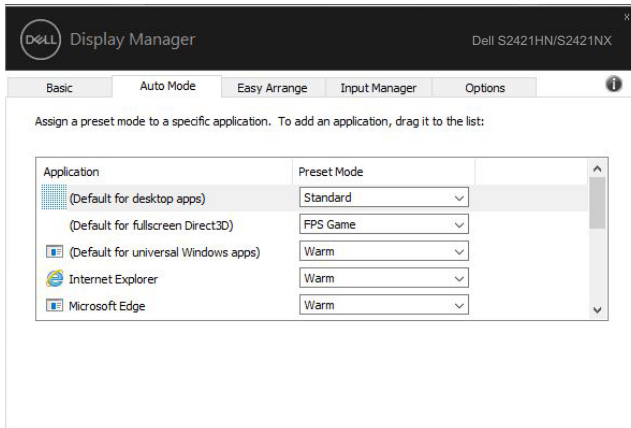 DELL Display Manager Dell S2421HN/S2421NX
Basic Auto Mode Easy Arrange Input Manager Options
Assign a preset mode to a specific application. To add an application, drag it to the list:
Application Preset Mode
(Default for desktop apps) Standard
(Default for fullscreen Direct3D) FPS Game
(Default for universal Windows apps) Warm
Internet Explorer Warm
Microsoft Edge Warm